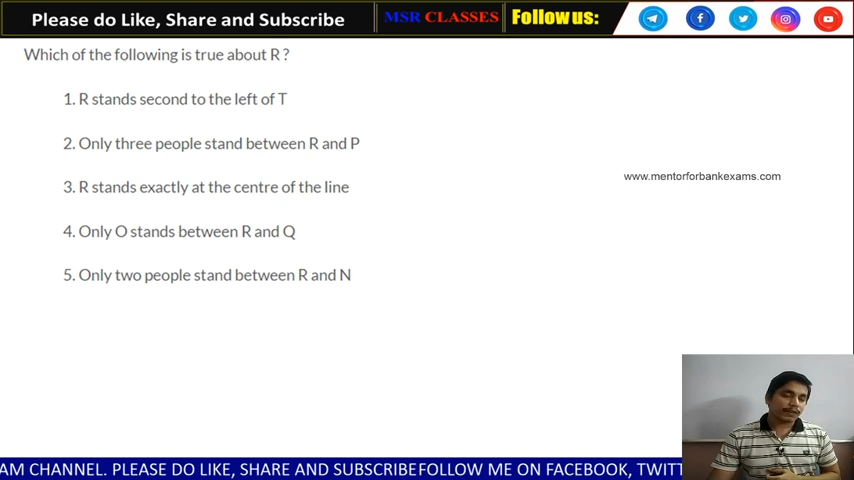 Please do Like, Share and Subscribe
MSR CLASSES
Follow us:
Which of the following is true about R ?
1. R stands second to the left of T
2. Only three people stand between R and P
www.mentorforbankexams.com
3. R stands exactly at the centre of the line
4. Only O stands between R and Q
5. Only two people stand between R and N
AM CHANNEL. PLEASE DO LIKE, SHARE AND SUBSCRIBEFOLLOW ME ON FACEBOOK, TWITT